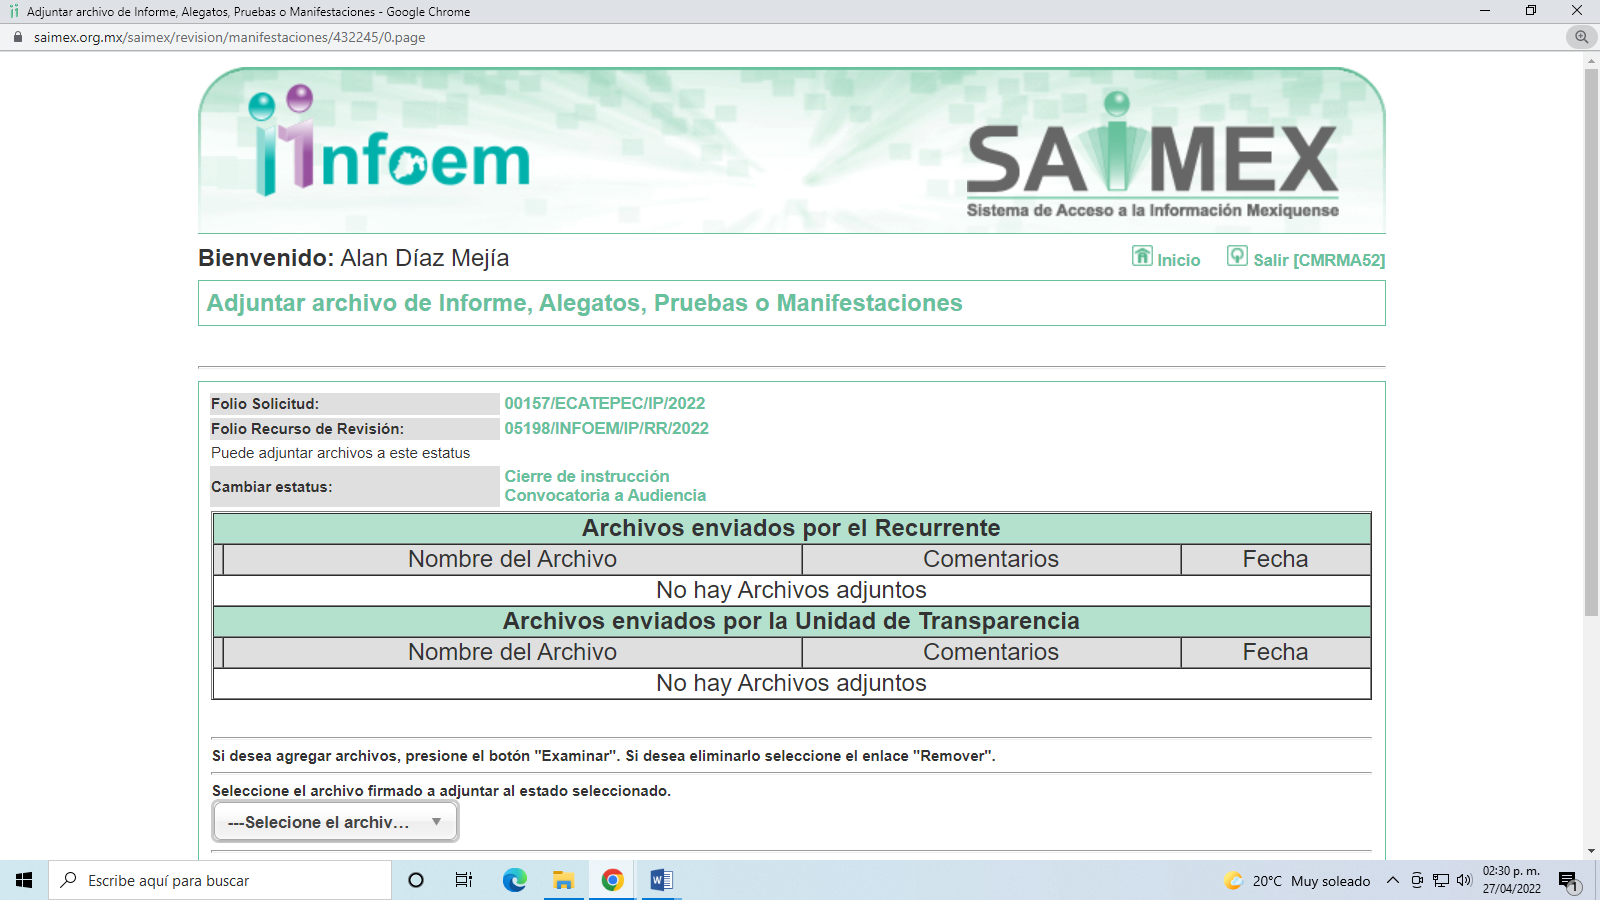 Adjuntar archivo de Informe, Alegatos, Pruebas o Manifestaciones - Google Chrome
saimex.org.mx/saimex/revision/manifestaciones/432245/0.page
infoem
SAiMEX
Sistema de Acceso a la Información Mexiquense
Bienvenido: Alan Díaz Mejía
Inicio
Salir [CMRMA52]
Adjuntar archivo de Informe, Alegatos, Pruebas o Manifestaciones
Folio Solicitud: 00157/ECATEPEC/IP/2022
Folio Recurso de Revisión: 05198/INFOEM/IP/RR/2022
Puede adjuntar archivos a este estatus
Cambiar estatus: Cierre de instrucción
Convocatoria a Audiencia
Archivos enviados por el Recurrente
Nombre del Archivo Comentarios Fecha
No hay Archivos adjuntos
Archivos enviados por la Unidad de Transparencia
Nombre del Archivo Comentarios Fecha
No hay Archivos adjuntos
Si desea agregar archivos, presione el botón "Examinar". Si desea eliminarlo seleccione el enlace "Remover".
Seleccione el archivo firmado a adjuntar al estado seleccionado.
---Selecione el archiv...
Escribe aquí para buscar
20°C Muy soleado
02:30 p. m.
27/04/2022
1